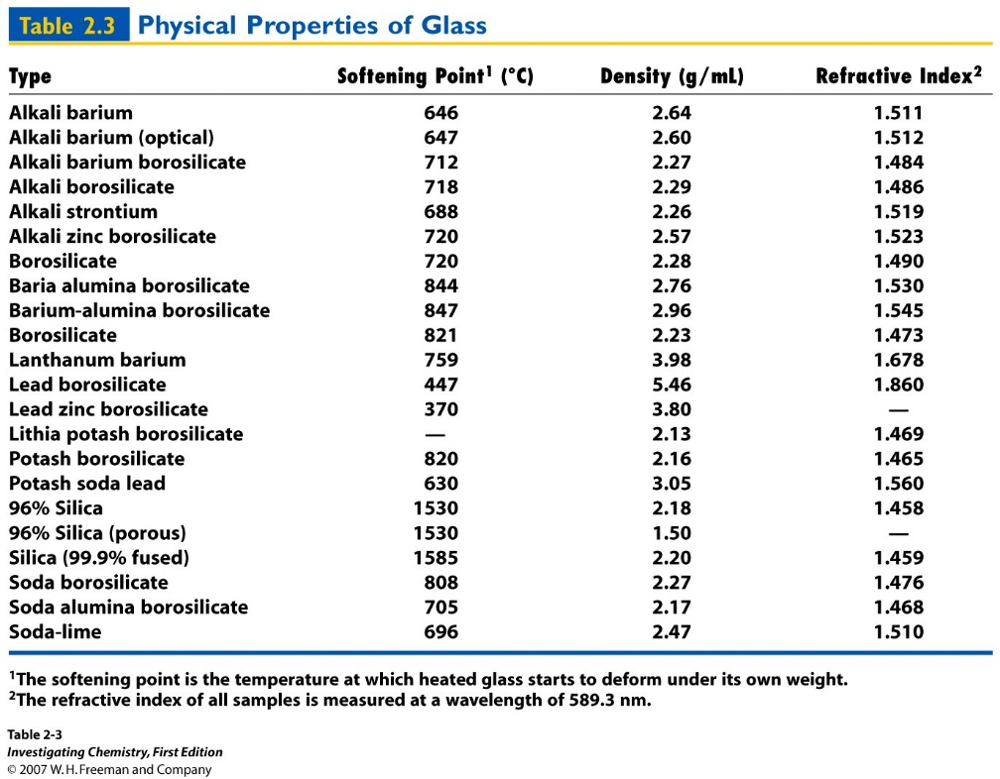 Table 2.3 Physical Properties of Glass
Type Softening Point¹ (°C) Density (g/mL) Refractive Index²
Alkali barium 646 2.64 1.511
Alkali barium (optical) 647 2.60 1.512
Alkali barium borosilicate 712 2.27 1.484
Alkali borosilicate 718 2.29 1.486
Alkali strontium 688 2.26 1.519
Alkali zinc borosilicate 720 2.57 1.523
Borosilicate 720 2.28 1.490
Baria alumina borosilicate 844 2.76 1.530
Barium-alumina borosilicate 847 2.96 1.545
Borosilicate 821 2.23 1.473
Lanthanum barium 759 3.98 1.678
Lead borosilicate 447 5.46 1.860
Lead zinc borosilicate 370 3.80 —
Lithia potash borosilicate — 2.13 1.469
Potash borosilicate 820 2.16 1.465
Potash soda lead 630 3.05 1.560
96% Silica 1530 2.18 1.458
96% Silica (porous) 1530 1.50 —
Silica (99.9% fused) 1585 2.20 1.459
Soda borosilicate 808 2.27 1.476
Soda alumina borosilicate 705 2.17 1.468
Soda-lime 696 2.47 1.510
¹The softening point is the temperature at which heated glass starts to deform under its own weight.
²The refractive index of all samples is measured at a wavelength of 589.3 nm.
Table 2-3
Investigating Chemistry, First Edition
© 2007 W. H. Freeman and Company